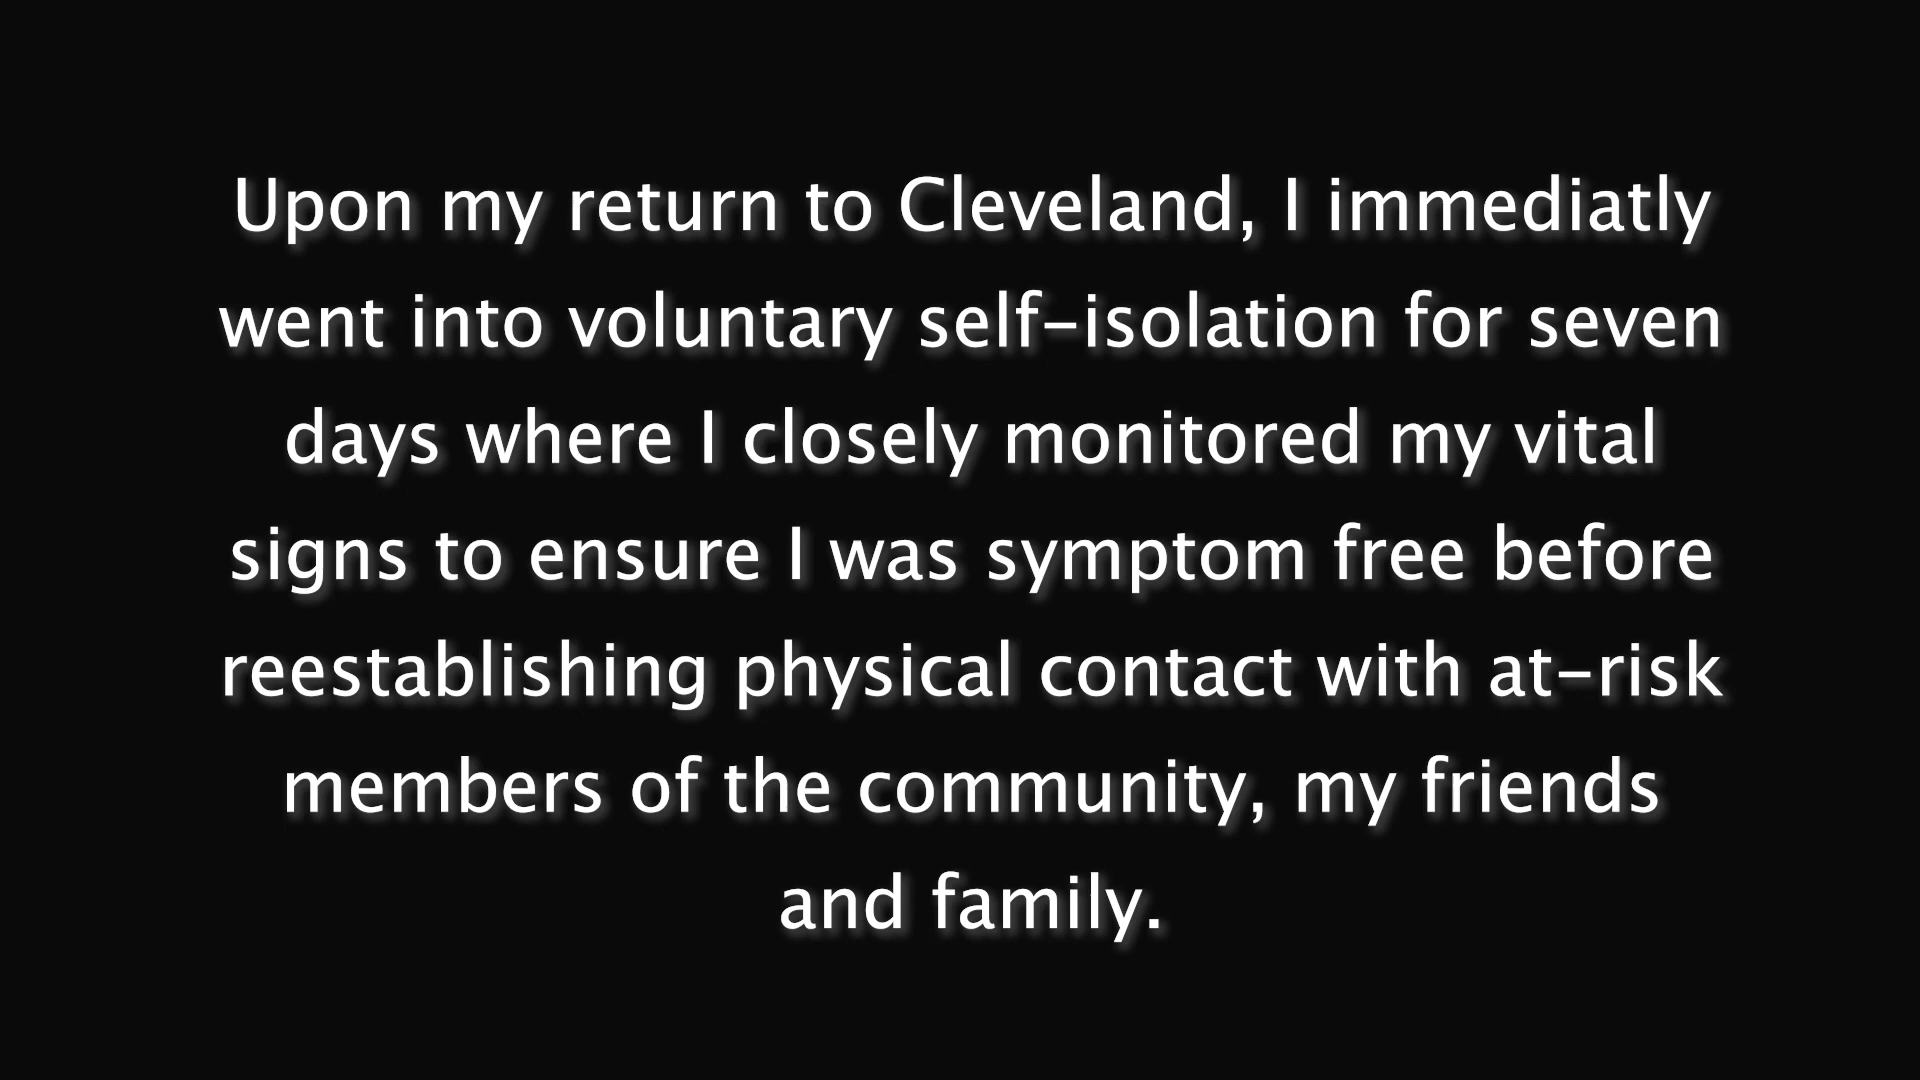 Upon my return to Cleveland, I immediatly
went into voluntary self-isolation for seven
days where I closely monitored my vital
signs to ensure I was symptom free before
reestablishing physical contact with at-risk
members of the community, my friends
and family.